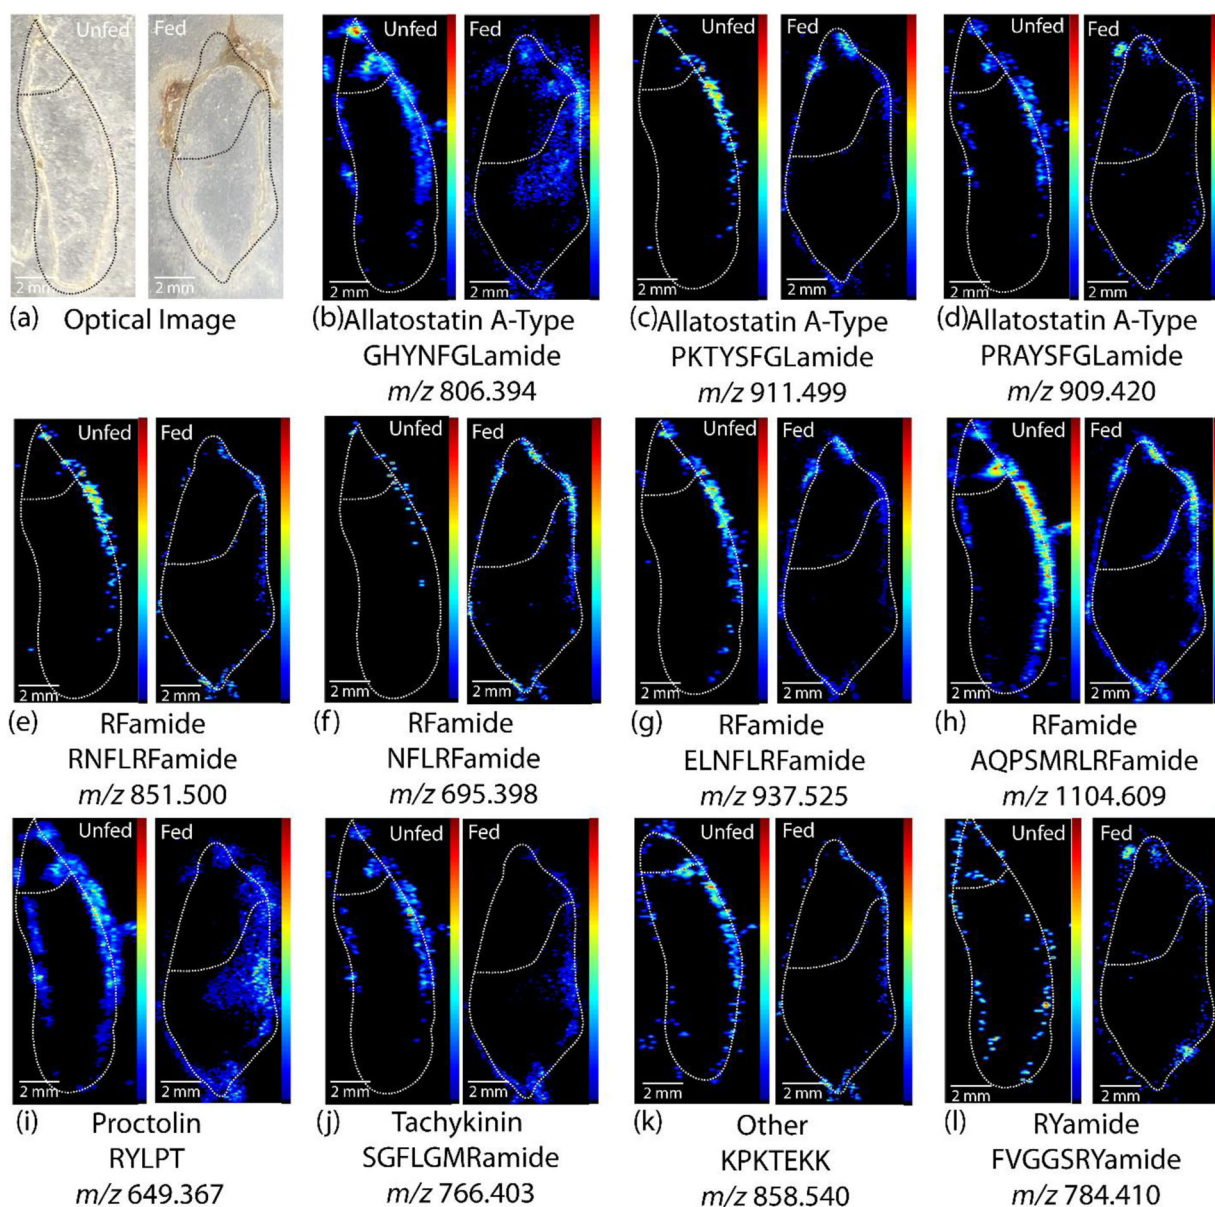 Unfed Fed Unfed Fed Unfed Fed Unfed Fed
2 mm 2 mm 2 mm 2 mm 2 mm 2 mm 2 mm 2 mm
(a) Optical Image
(b) Allatostatin A-Type
GHYNFGLamide
m/z 806.394
(c) Allatostatin A-Type
PKTYSFGLamide
m/z 911.499
(d) Allatostatin A-Type
PRAYSFGLamide
m/z 909.420
Unfed Fed Unfed Fed Unfed Fed Unfed Fed
2 mm 2 mm 2 mm 2 mm 2 mm 2 mm 2 mm 2 mm
(e) RFamide
RNFLRFamide
m/z 851.500
(f) RFamide
NFLRFamide
m/z 695.398
(g) RFamide
ELNFLRFamide
m/z 937.525
(h) RFamide
AQPSMRLRFamide
m/z 1104.609
Unfed Fed Unfed Fed Unfed Fed Unfed Fed
2 mm 2 mm 2 mm 2 mm 2 mm 2 mm 2 mm 2 mm
(i) Proctolin
RYLPT
m/z 649.367
(j) Tachykinin
SGFLGMRamide
m/z 766.403
(k) Other
KPKTEKK
m/z 858.540
(l) RYamide
FVGGSRYamide
m/z 784.410